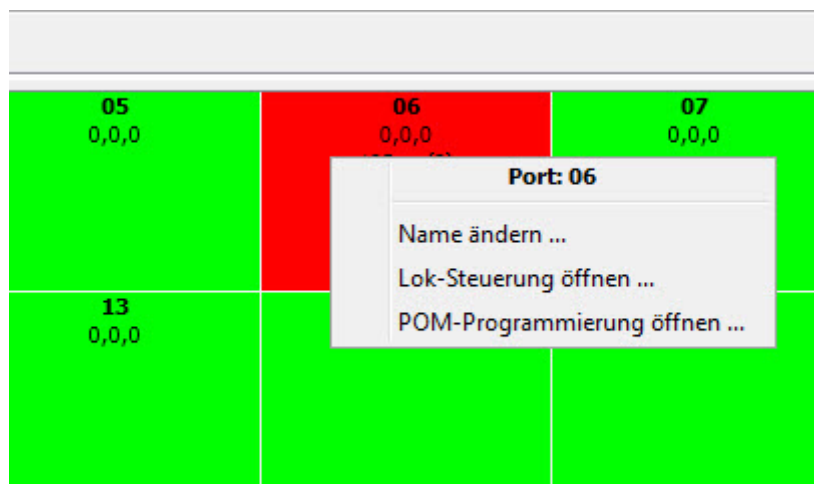 05
06
07
0,0,0
0,0,0
0,0,0
Port: 06
Name ändern ...
Lok-Steuerung öffnen ...
POM-Programmierung öffnen ...
13
0,0,0